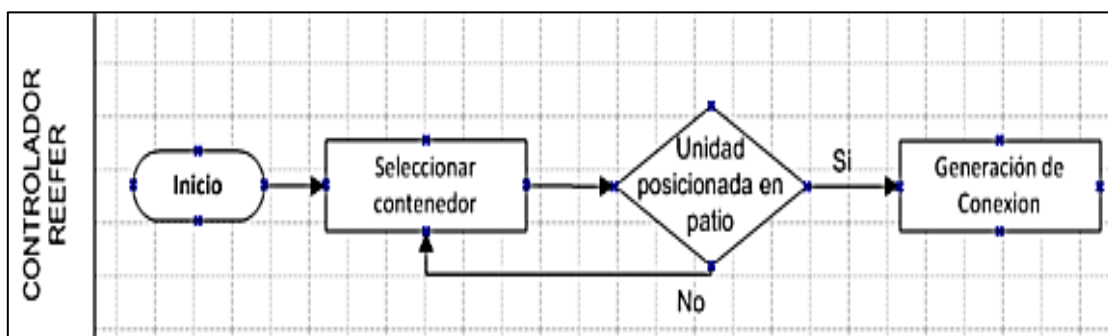 CONTROLADOR
REEFER
Inicio
Seleccionar
contenedor
Unidad
posicionada en
patio
Si
No
Generación de
Conexion